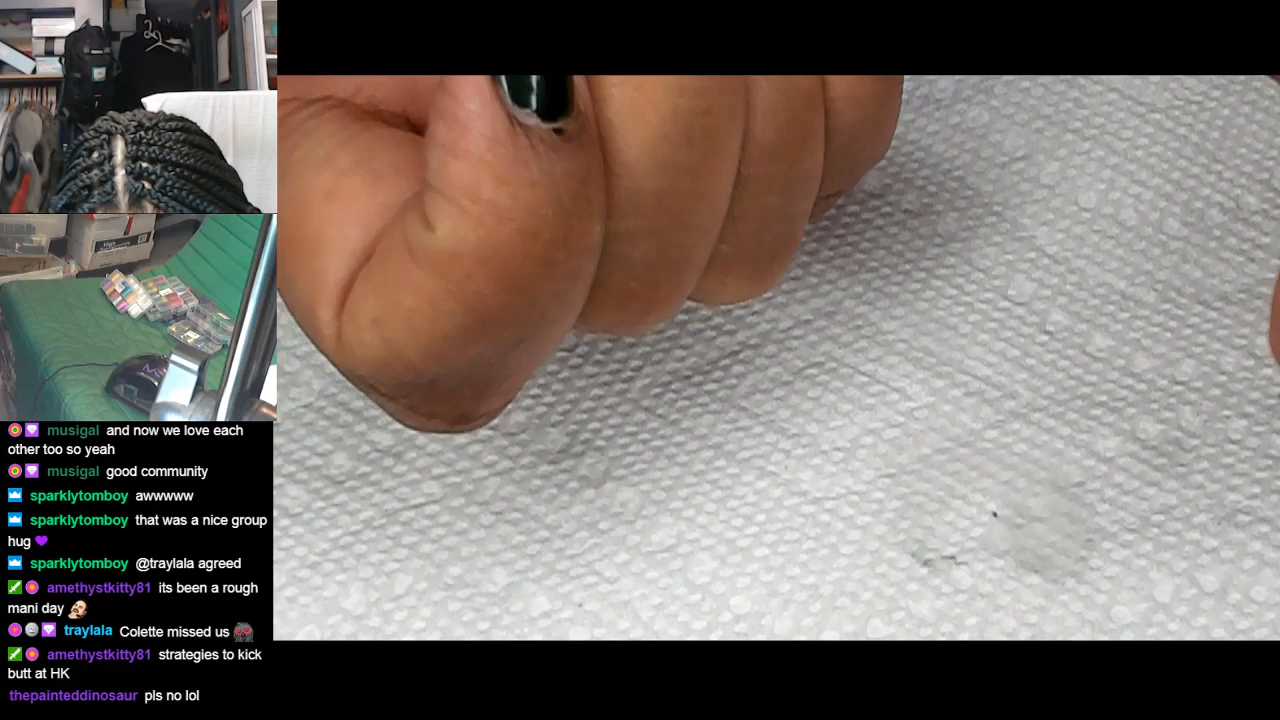 musigal and now we love each
other too so yeah
musigal good community
sparklytomboy awwwww
sparklytomboy that was a nice group
hug
sparklytomboy @traylala agreed
amethystkitty81 its been a rough
mani day
traylala Colette missed us
amethystkitty81 strategies to kick
butt at HK
thepainteddinosaur pls no lol